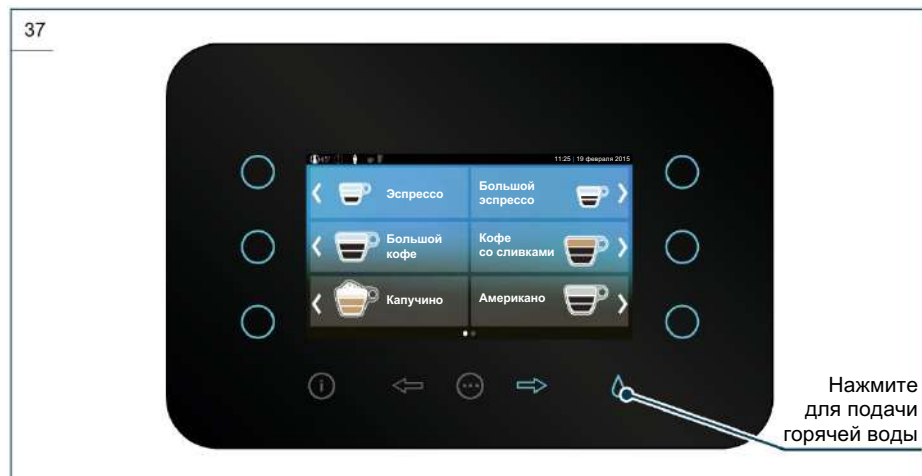 37
11:25 | 19 февраля 2015
Эспрессо
Большой
эспрессо
Большой
кофе
Кофе
со сливками
Капучино
Американо
Нажмите
для подачи
горячей воды